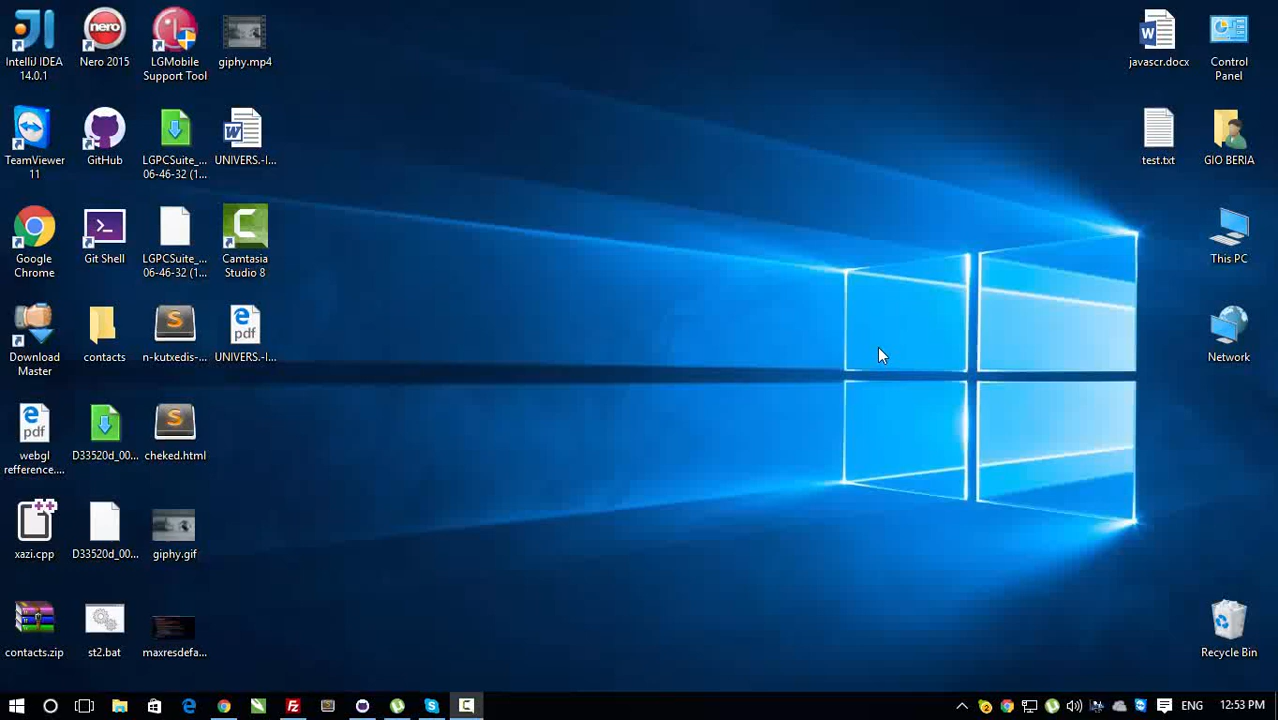 IntelliJ IDEA
14.0.1
nero
Nero 2015
LGMobile
Support Tool
giphy.mp4
javascr.docx
Control
Panel
TeamViewer
11
GitHub
LGPCSuite_...
06-46-32 (1...
UNIVERS.-I...
test.txt
GIO BERIA
Google
Chrome
Git Shell
LGPCSuite_...
06-46-32 (1...
Camtasia
Studio 8
This PC
Download
Master
contacts
n-kutxedis-...
pdf
UNIVERS.-I...
Network
pdf
webgl
refference....
D33520d_00...
cheked.html
xazi.cpp
D33520d_00...
giphy.gif
contacts.zip
st2.bat
maxresdefa...
Recycle Bin
ENG
12:53 PM